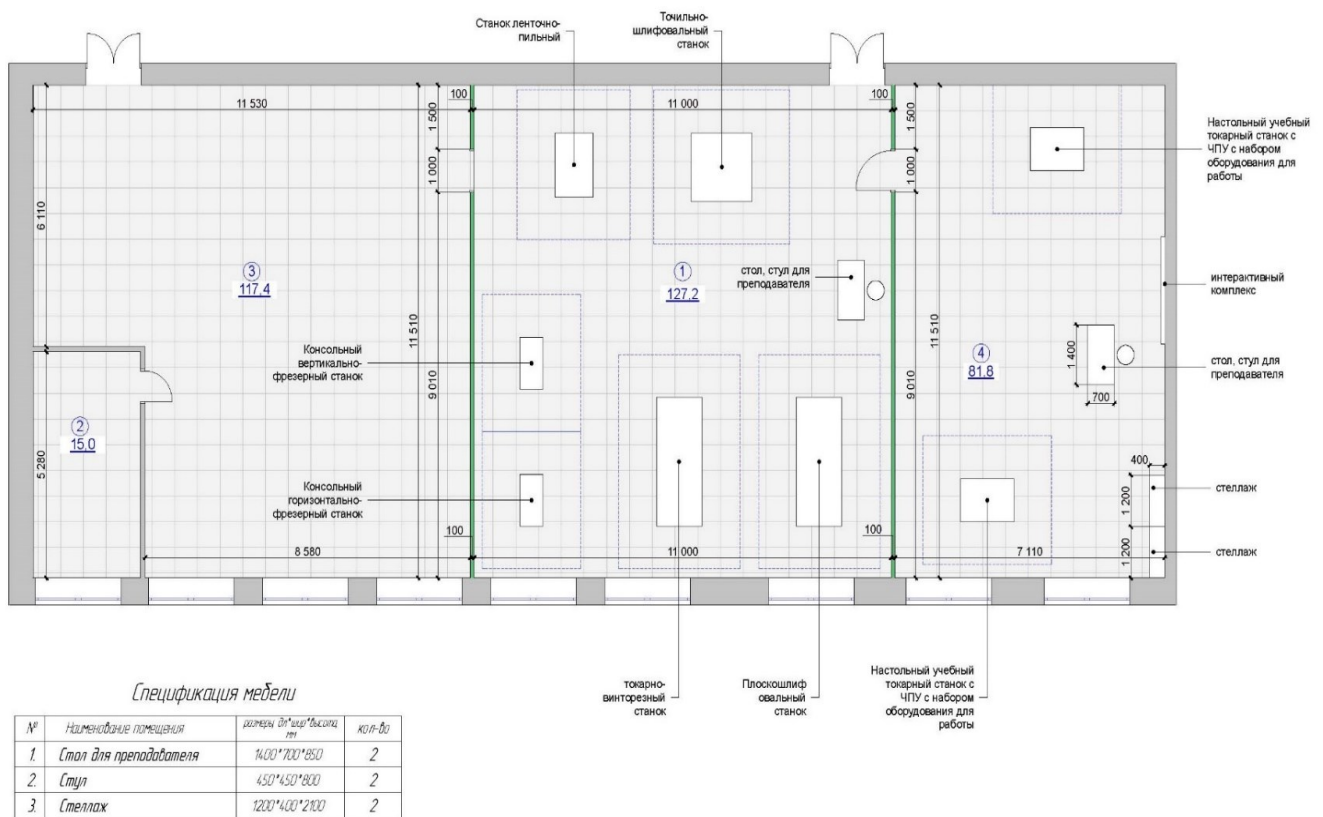 Станок ленточно-
пильный
Точильно-
шлифовальный
станок
11 530
100
11 000
100
1 500
1 000
1 500
1 000
Настольный учебный
токарный станок с
ЧПУ с набором
оборудования для
работы
6 110
3
117,4
1
127,2
стол, стул для
преподавателя
интерактивный
комплекс
11 510
9 010
11 510
9 010
Консольный
вертикально-
фрезерный станок
4
81.8
1 400
700
стол, стул для
преподавателя
2
15,0
5 280
Консольный
горизонтально-
фрезерный станок
400
1 200
стеллаж
1 200
стеллаж
8 580
100
11 000
100
7 110
токарно-
винторезный
станок
Плоскошлиф
овальный
станок
Настольный учебный
токарный станок с
ЧПУ с набором
оборудования для
работы
Спецификация мебели
№ Наименование помещения размеры дл*шир*высота, мм кол-во
1. Стол для преподавателя 1400*700*850 2
2. Стул 450*450*800 2
3. Стеллаж 1200*400*2100 2